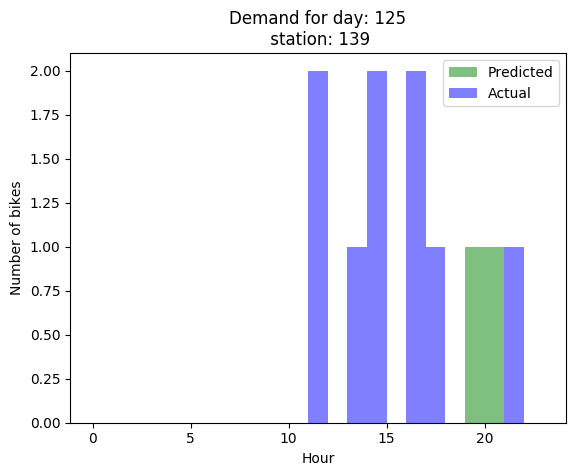 Demand for day: 125
station: 139
Predicted
Actual
2.00
1.75
1.50
1.25
1.00
0.75
0.50
0.25
0.00
Number of bikes
0 5 10 15 20
Hour